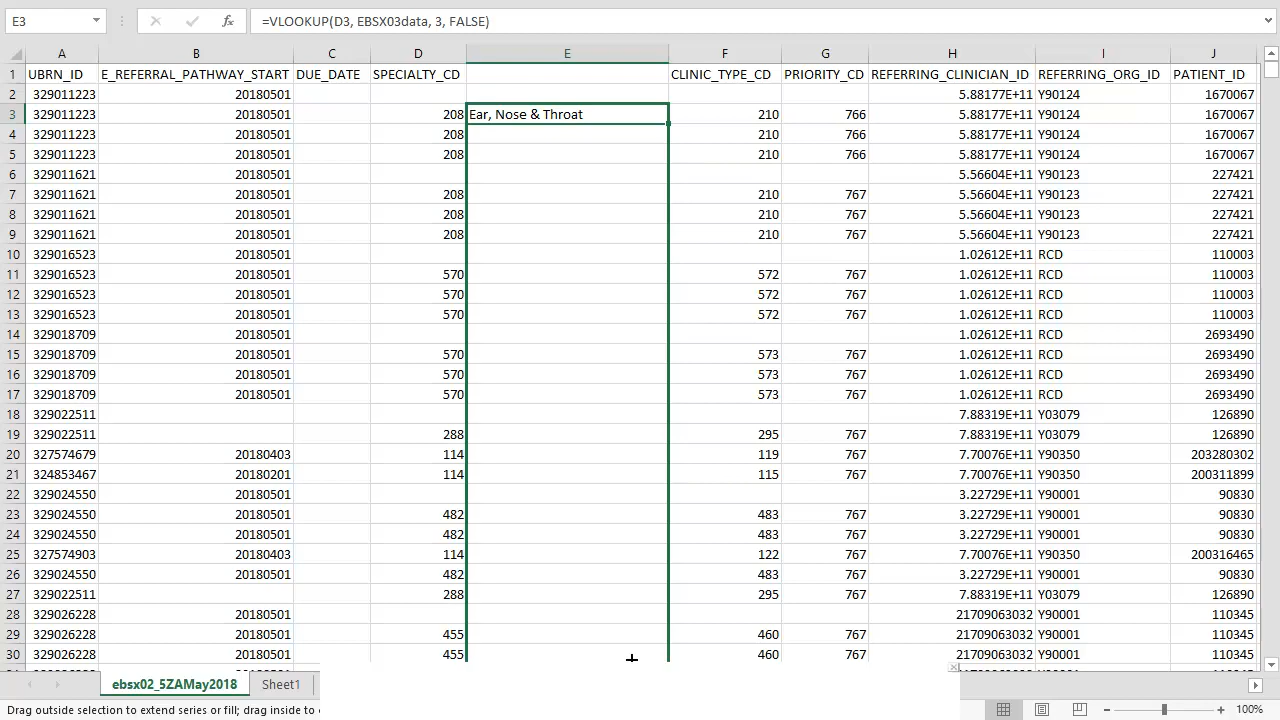 E3 =VLOOKUP(D3, EBSX03data, 3, FALSE)
A B C D E F G H I J
1 UBRN_ID E_REFERRAL_PATHWAY_START DUE_DATE SPECIALTY_CD CLINIC_TYPE_CD PRIORITY_CD REFERRING_CLINICIAN_ID REFERRING_ORG_ID PATIENT_ID
2 329011223 20180501 5.88177E+11 Y90124 1670067
3 329011223 20180501 208 Ear, Nose & Throat 210 766 5.88177E+11 Y90124 1670067
4 329011223 20180501 208 210 766 5.88177E+11 Y90124 1670067
5 329011223 20180501 208 210 766 5.88177E+11 Y90124 1670067
6 329011621 20180501 5.56604E+11 Y90123 227421
7 329011621 20180501 208 210 767 5.56604E+11 Y90123 227421
8 329011621 20180501 208 210 767 5.56604E+11 Y90123 227421
9 329011621 20180501 208 210 767 5.56604E+11 Y90123 227421
10 329016523 20180501 1.02612E+11 RCD 110003
11 329016523 20180501 570 572 767 1.02612E+11 RCD 110003
12 329016523 20180501 570 572 767 1.02612E+11 RCD 110003
13 329016523 20180501 570 572 767 1.02612E+11 RCD 110003
14 329018709 20180501 1.02612E+11 RCD 2693490
15 329018709 20180501 570 573 767 1.02612E+11 RCD 2693490
16 329018709 20180501 570 573 767 1.02612E+11 RCD 2693490
17 329018709 20180501 570 573 767 1.02612E+11 RCD 2693490
18 329022511 7.88319E+11 Y03079 126890
19 329022511 288 295 767 7.88319E+11 Y03079 126890
20 327574679 20180403 114 119 767 7.70076E+11 Y90350 203280302
21 324853467 20180201 114 115 767 7.70076E+11 Y90350 200311899
22 329024550 20180501 3.22729E+11 Y90001 90830
23 329024550 20180501 482 483 767 3.22729E+11 Y90001 90830
24 329024550 20180501 482 483 767 3.22729E+11 Y90001 90830
25 327574903 20180403 114 122 767 7.70076E+11 Y90350 200316465
26 329024550 20180501 482 483 767 3.22729E+11 Y90001 90830
27 329022511 288 295 767 7.88319E+11 Y03079 126890
28 329026228 20180501 21709063032 Y90001 110345
29 329026228 20180501 455 460 767 21709063032 Y90001 110345
30 329026228 20180501 455 460 767 21709063032 Y90001 110345
ebsx02_5ZAMay2018 Sheet1
Drag outside selection to extend series or fill; drag inside to 100%